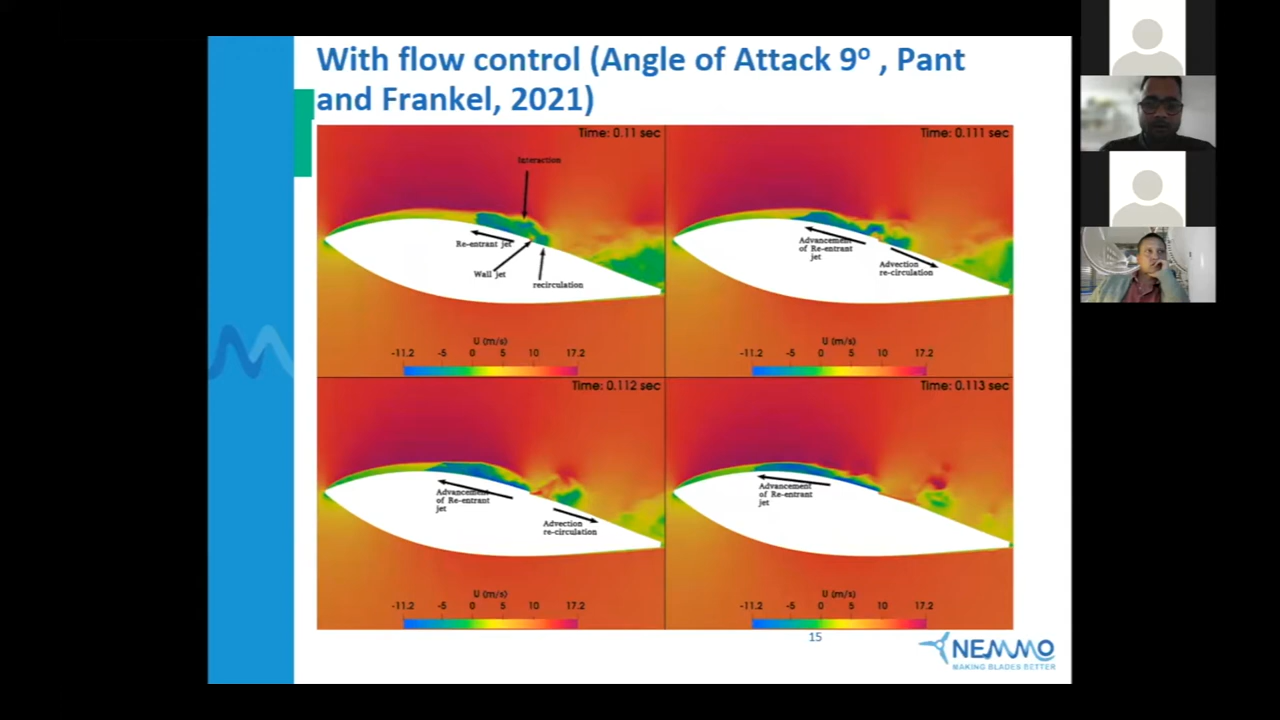 With flow control (Angle of Attack 9º , Pant
and Frankel, 2021)
Time: 0.11 sec
Interaction
Re-entrant jet
Wall jet
recirculation
U (m/s)
-11.2 -5 0 5 10 17.2
Time: 0.111 sec
Advancement
of Re-entrant
jet
Advection
re-circulation
U (m/s)
-11.2 -5 0 5 10 17.2
Time: 0.112 sec
Advancement
of Re-entrant
jet
Advection
re-circulation
U (m/s)
-11.2 -5 0 5 10 17.2
Time: 0.113 sec
Advancement
of Re-entrant
jet
U (m/s)
-11.2 -5 0 5 10 17.2
15
NEMMO
MAKING BLADES BETTER